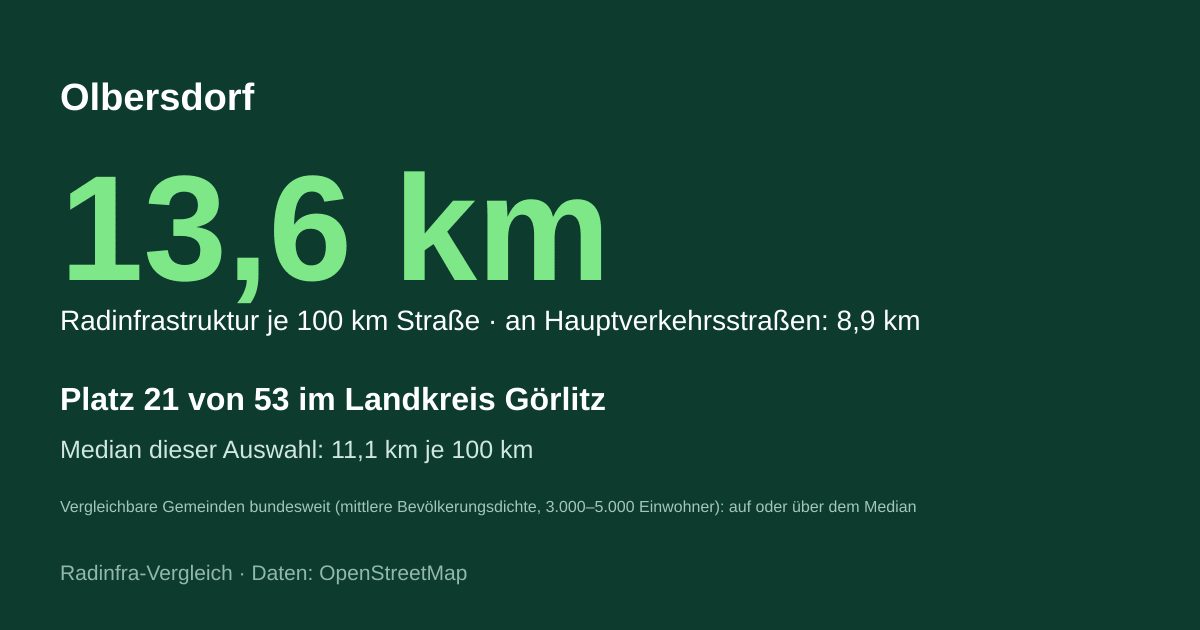 Olbersdorf
13,6 km
Radinfrastruktur je 100 km Straße · an Hauptverkehrsstraßen: 8,9 km
Platz 21 von 53 im Landkreis Görlitz
Median dieser Auswahl: 11,1 km je 100 km
Vergleichbare Gemeinden bundesweit (mittlere Bevölkerungsdichte, 3.000–5.000 Einwohner): auf oder über dem Median
Radinfra-Vergleich · Daten: OpenStreetMap